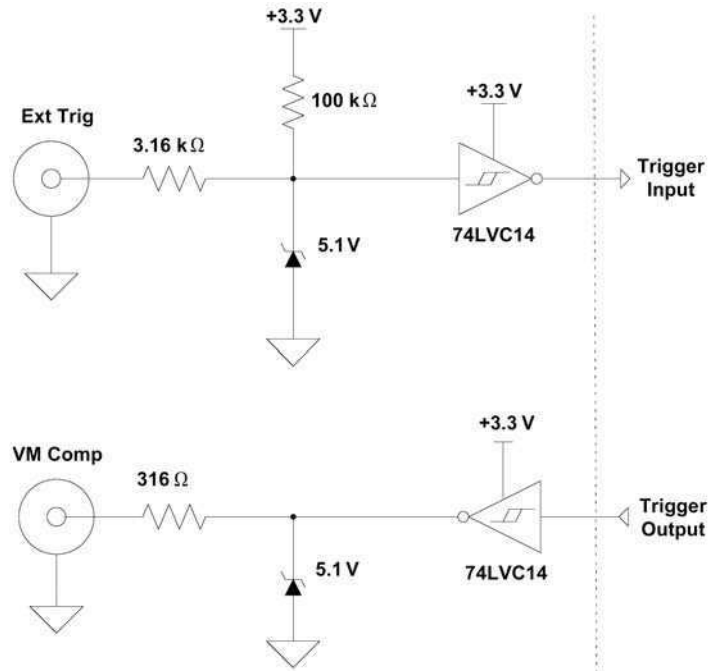 +3.3 V
100 kΩ
Ext Trig
3.16 kΩ
+3.3 V
Trigger
Input
5.1 V
74LVC14
+3.3 V
VM Comp
316 Ω
Trigger
Output
5.1 V
74LVC14